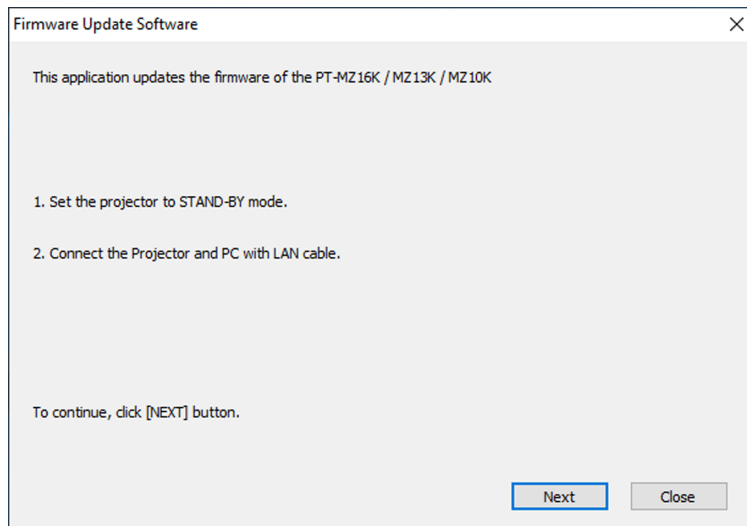 Firmware Update Software
This application updates the firmware of the PT-MZ16K / MZ13K / MZ10K
1. Set the projector to STAND-BY mode.
2. Connect the Projector and PC with LAN cable.
To continue, click [NEXT] button.
Next
Close